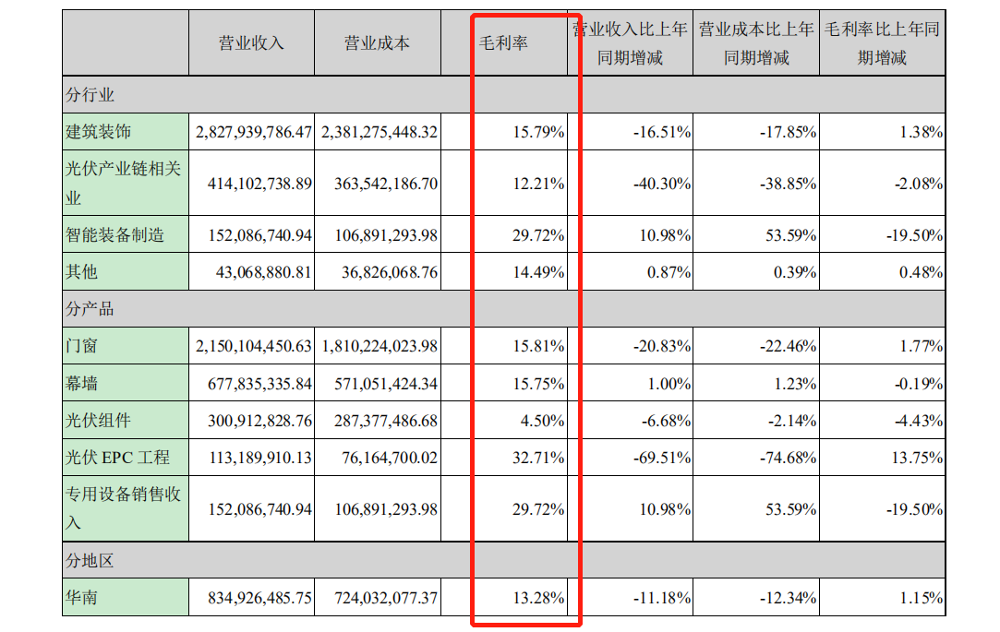 营业收入 营业成本 毛利率 营业收入比上年同期增减 营业成本比上年同期增减 毛利率比上年同期增减
分行业
建筑装饰 2,827,939,786.47 2,381,275,448.32 15.79% -16.51% -17.85% 1.38%
光伏产业链相关业 414,102,738.89 363,542,186.70 12.21% -40.30% -38.85% -2.08%
智能装备制造 152,086,740.94 106,891,293.98 29.72% 10.98% 53.59% -19.50%
其他 43,068,880.81 36,826,068.76 14.49% 0.87% 0.39% 0.48%
分产品
门窗 2,150,104,450.63 1,810,224,023.98 15.81% -20.83% -22.46% 1.77%
幕墙 677,835,335.84 571,051,424.34 15.75% 1.00% 1.23% -0.19%
光伏组件 300,912,828.76 287,377,486.68 4.50% -6.68% -2.14% -4.43%
光伏 EPC 工程 113,189,910.13 76,164,700.02 32.71% -69.51% -74.68% 13.75%
专用设备销售收入 152,086,740.94 106,891,293.98 29.72% 10.98% 53.59% -19.50%
分地区
华南 834,926,485.75 724,032,077.37 13.28% -11.18% -12.34% 1.15%